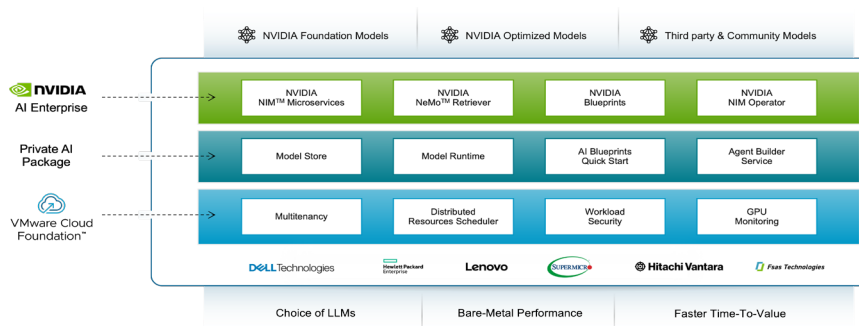 NVIDIA Foundation Models
NVIDIA Optimized Models
Third party & Community Models
NVIDIA
AI Enterprise
NVIDIA
NIM™ Microservices
NVIDIA
NeMo™ Retriever
NVIDIA
Blueprints
NVIDIA
NIM Operator
Private AI
Package
Model Store
Model Runtime
AI Blueprints
Quick Start
Agent Builder
Service
VMware Cloud
Foundation™
Multitenancy
Distributed
Resources Scheduler
Workload
Security
GPU
Monitoring
DELLTechnologies
Hewlett Packard
Enterprise
Lenovo
SUPERMICRO
Hitachi Vantara
Fsas Technologies
Choice of LLMs
Bare-Metal Performance
Faster Time-To-Value